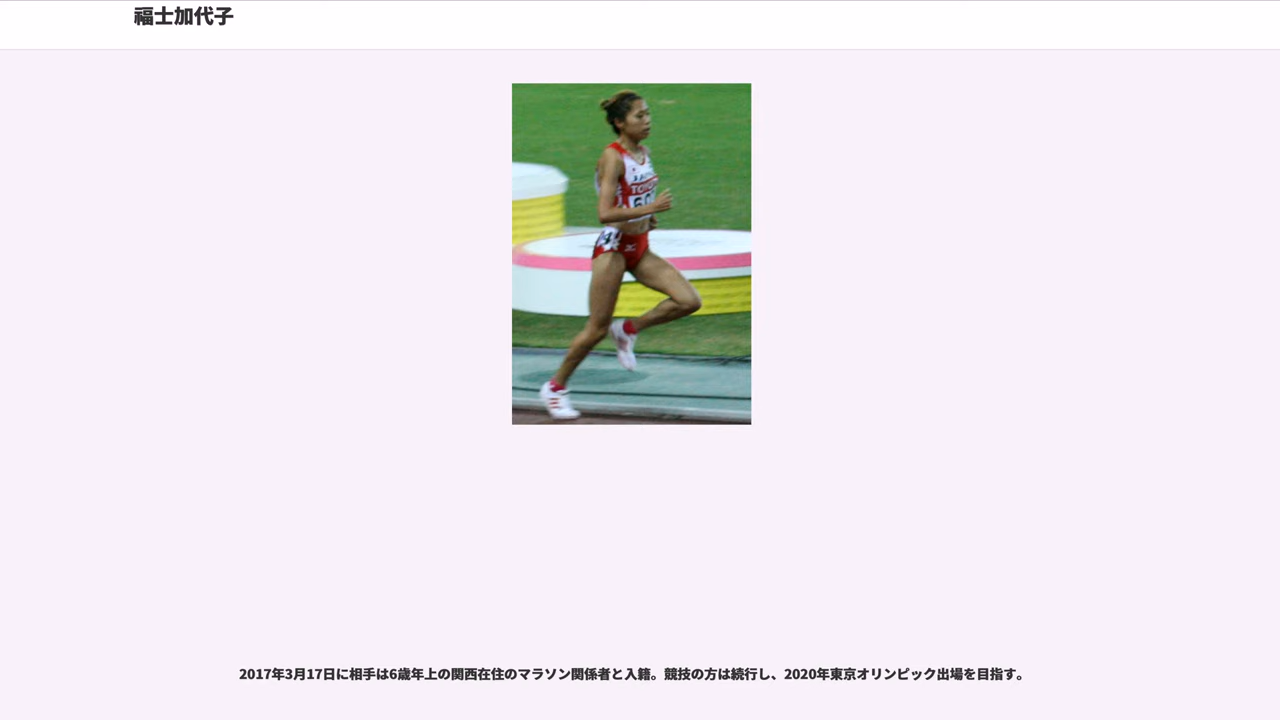 福士加代子
TOYO
60
2017年3月17日に相手は6歳年上の関西在住のマラソン関係者と入籍。競技の方は続行し、2020年東京オリンピック出場を目指す。